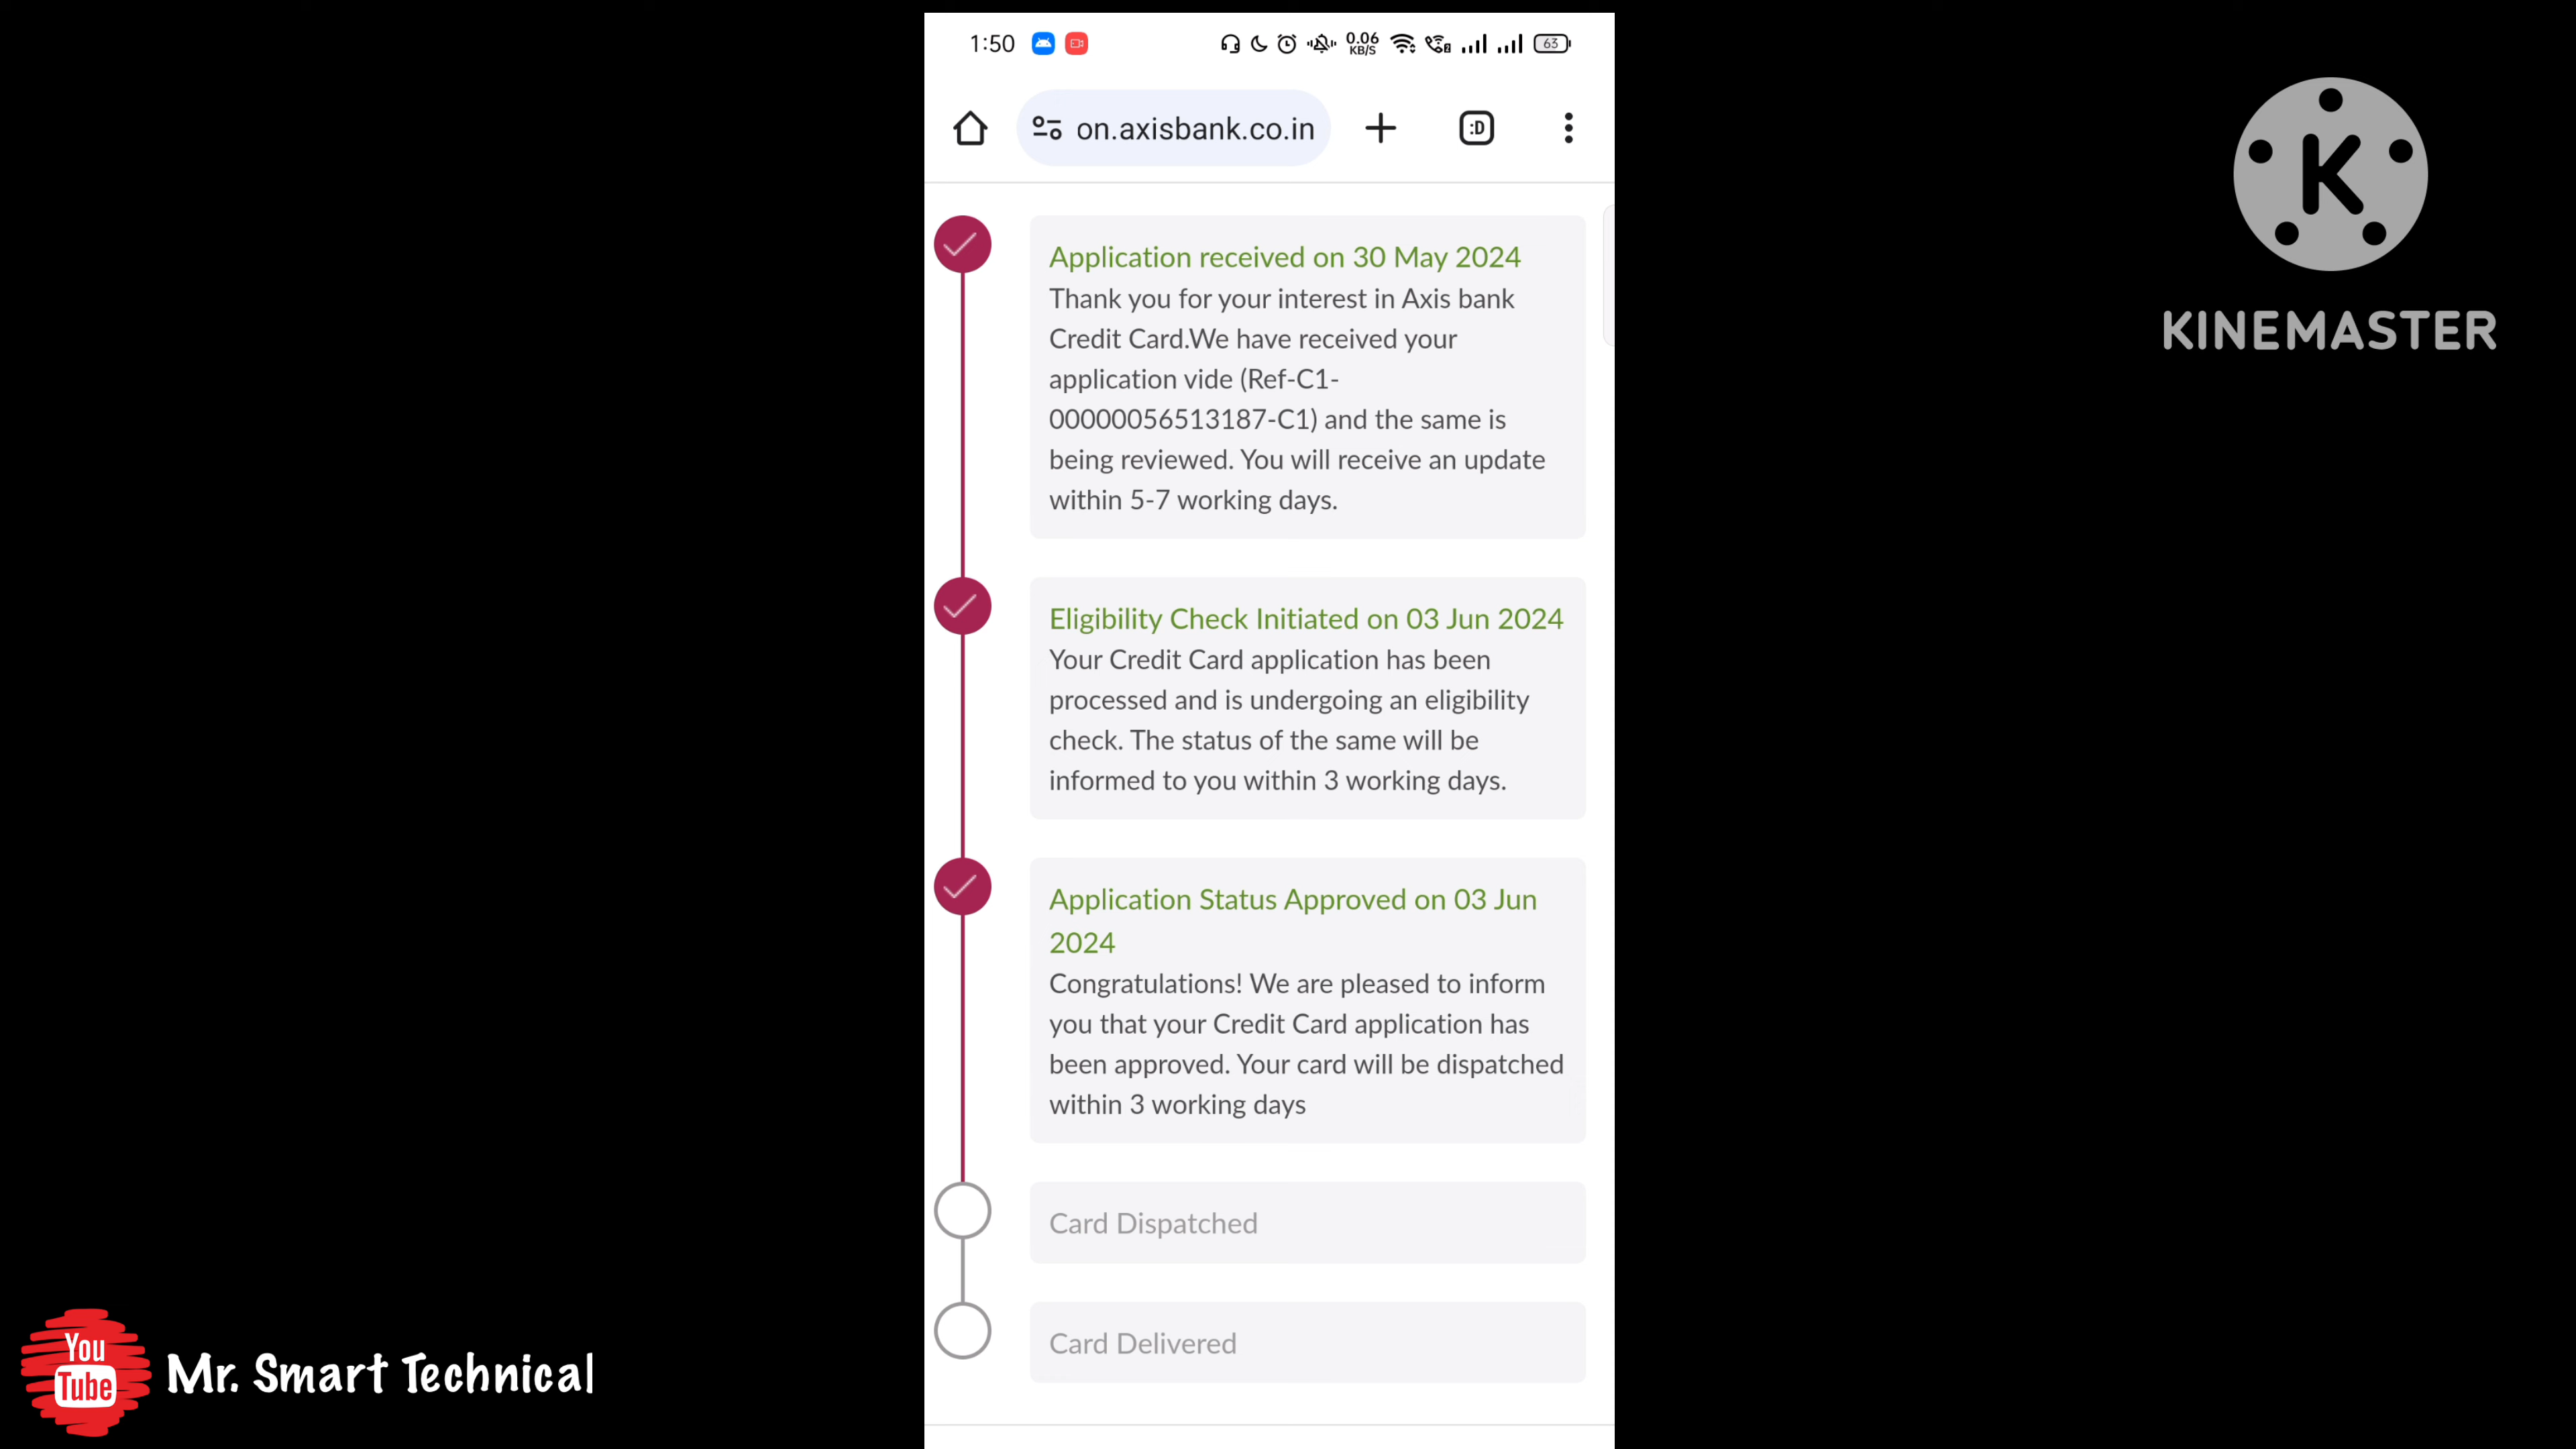 1:50
0.06
KB/S
63
on.axisbank.co.in
:D
Application received on 30 May 2024
Thank you for your interest in Axis bank
Credit Card.We have received your
application vide (Ref-C1-
00000056513187-C1) and the same is
being reviewed. You will receive an update
within 5-7 working days.
Eligibility Check Initiated on 03 Jun 2024
Your Credit Card application has been
processed and is undergoing an eligibility
check. The status of the same will be
informed to you within 3 working days.
Application Status Approved on 03 Jun
2024
Congratulations! We are pleased to inform
you that your Credit Card application has
been approved. Your card will be dispatched
within 3 working days
Card Dispatched
Card Delivered
K
KINEMASTER
You
Tube
Mr. Smart Technical